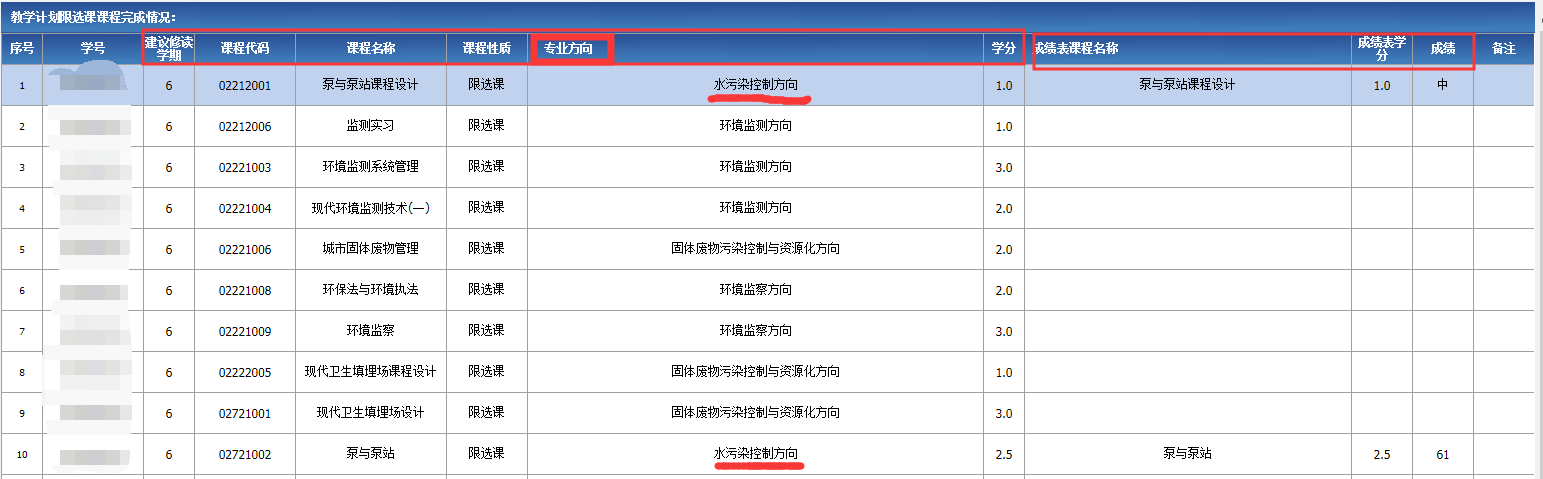 教学计划限选课课程完成情况：
序号 学号 建议修读学期 课程代码 课程名称 课程性质 专业方向 学分 成绩表课程名称 成绩表学分 成绩 备注
1 6 02212001 泵与泵站课程设计 限选课 水污染控制方向 1.0 泵与泵站课程设计 1.0 中
2 6 02212006 监测实习 限选课 环境监测方向 1.0
3 6 02221003 环境监测系统管理 限选课 环境监测方向 3.0
4 6 02221004 现代环境监测技术(一) 限选课 环境监测方向 2.0
5 6 02221006 城市固体废物管理 限选课 固体废物污染控制与资源化方向 2.0
6 6 02221008 环保法与环境执法 限选课 环境监察方向 2.0
7 6 02221009 环境监察 限选课 环境监察方向 3.0
8 6 02222005 现代卫生填埋场课程设计 限选课 固体废物污染控制与资源化方向 1.0
9 6 02721001 现代卫生填埋场设计 限选课 固体废物污染控制与资源化方向 3.0
10 6 02721002 泵与泵站 限选课 水污染控制方向 2.5 泵与泵站 2.5 61